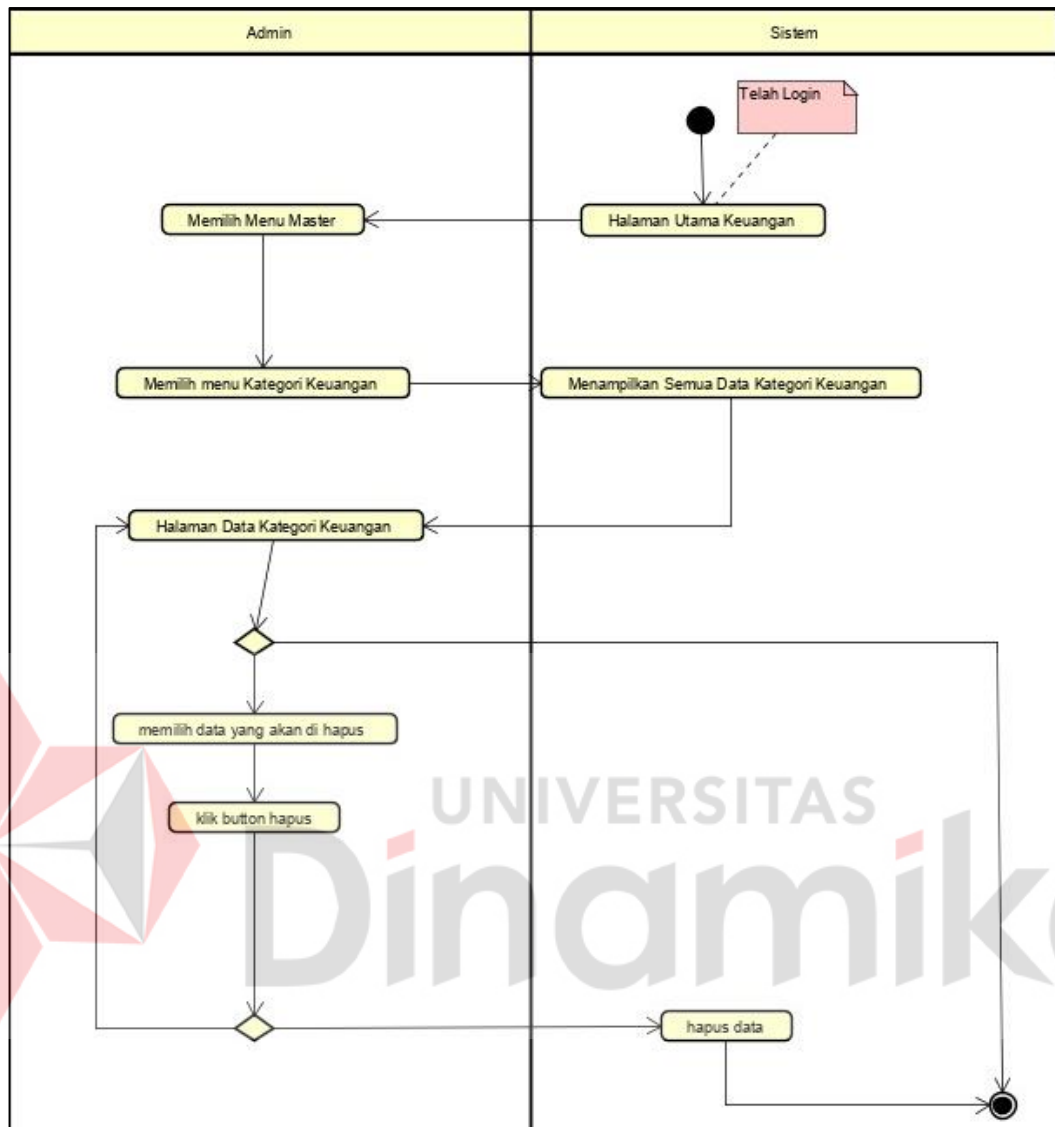 Admin
Sistem
Telah Login
Memilih Menu Master
Halaman Utama Keuangan
Memilih menu Kategori Keuangan
Menampilkan Semua Data Kategori Keuangan
Halaman Data Kategori Keuangan
memilih data yang akan di hapus
klik button hapus
UNIVERSITAS
Dinamika
hapus data